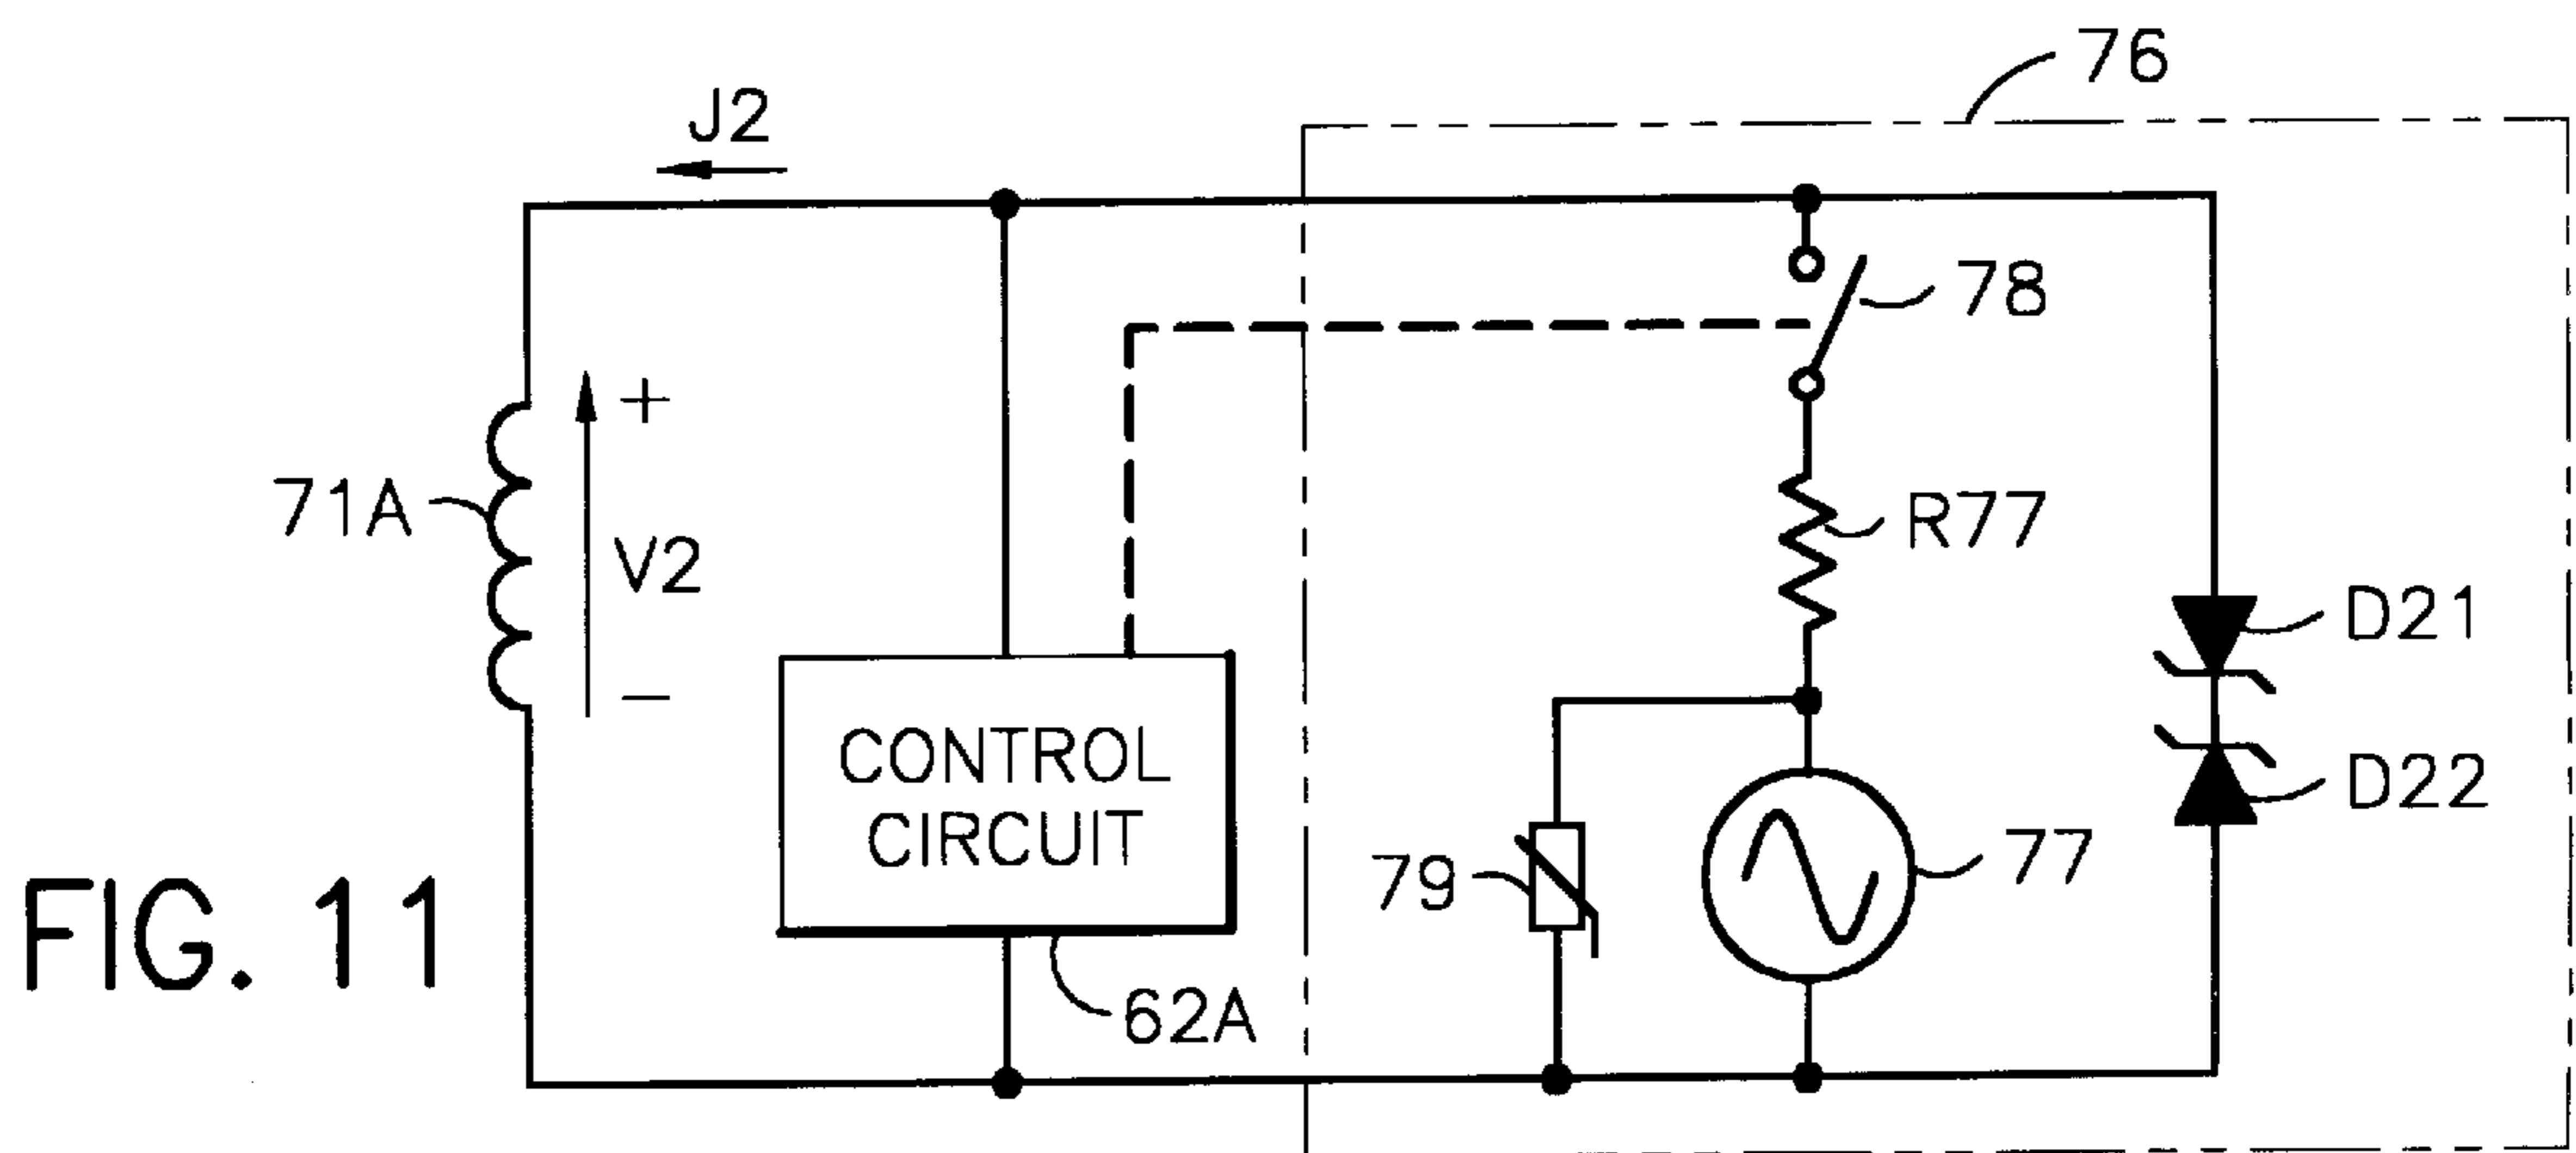 76
J2
78
+
71A
V2
R77
D21
−
CONTROL
CIRCUIT
D22
79
77
FIG. 11
62A